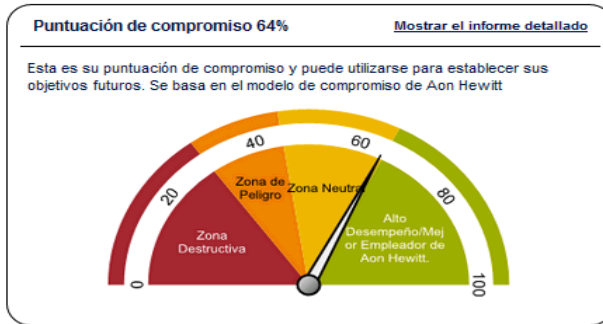 Puntuación de compromiso 64%
Mostrar el informe detallado
Esta es su puntuación de compromiso y puede utilizarse para establecer sus
objetivos futuros. Se basa en el modelo de compromiso de Aon Hewitt
0
20
40
60
80
100
Zona
Destructiva
Zona de
Peligro
Zona Neutral
Alto
Desempeño/Mej
or Empleador de
Aon Hewitt.